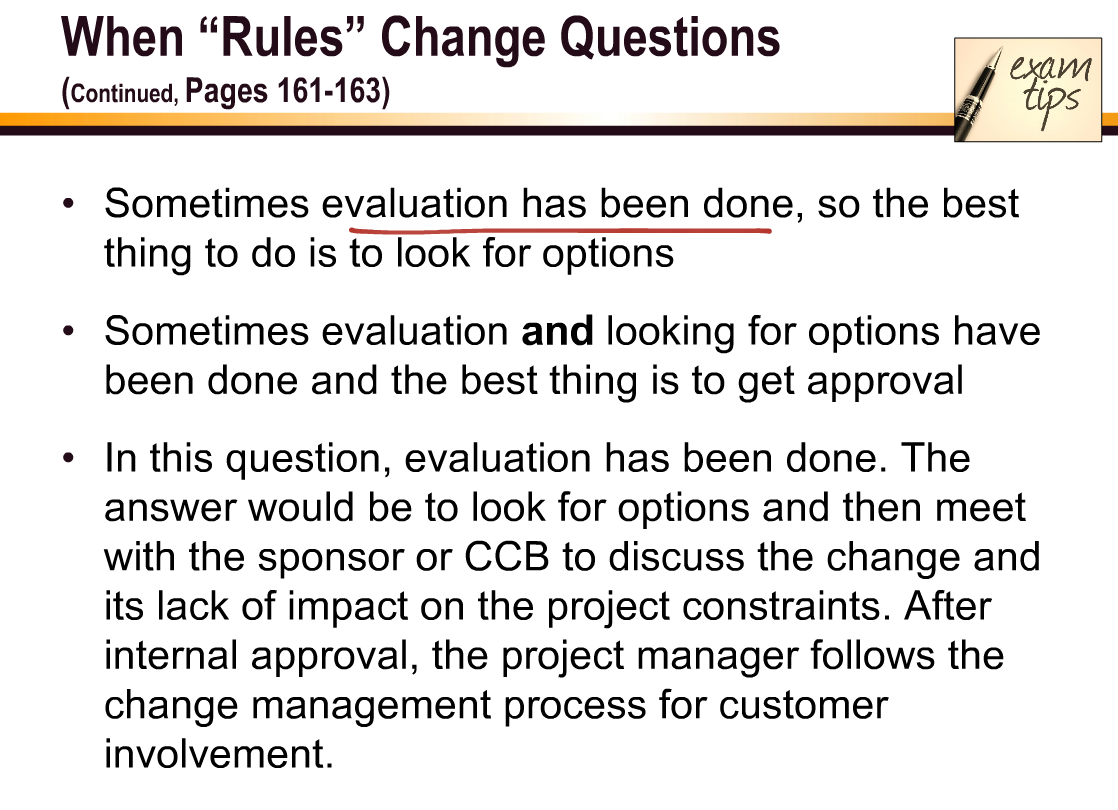 When “Rules” Change Questions
(Continued, Pages 161-163)
exam
tips
• Sometimes evaluation has been done, so the best
thing to do is to look for options
• Sometimes evaluation and looking for options have
been done and the best thing is to get approval
• In this question, evaluation has been done. The
answer would be to look for options and then meet
with the sponsor or CCB to discuss the change and
its lack of impact on the project constraints. After
internal approval, the project manager follows the
change management process for customer
involvement.